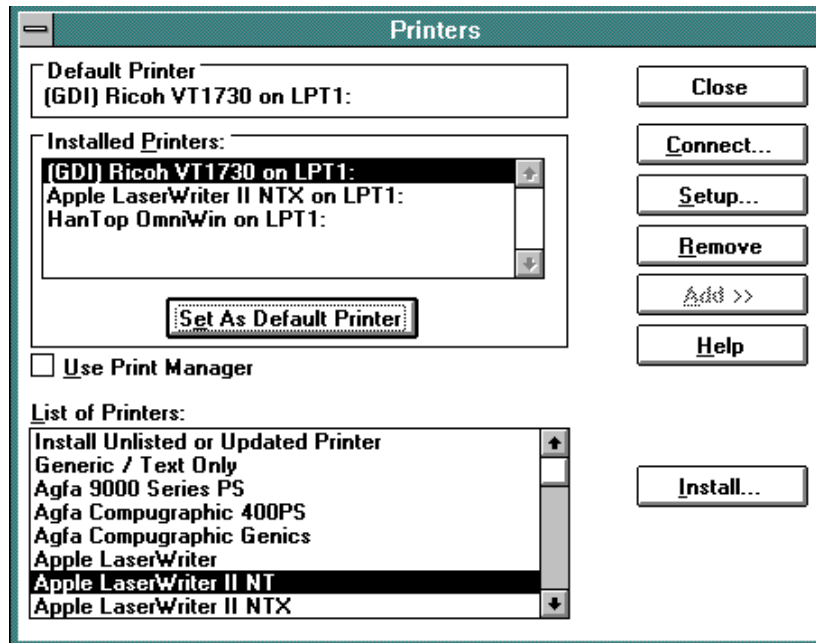 Printers
Default Printer
(GDI) Ricoh VT1730 on LPT1:
Close
Installed Printers:
(GDI) Ricoh VT1730 on LPT1:
Apple LaserWriter II NTX on LPT1:
HanTop OmniWin on LPT1:
Connect...
Setup...
Remove
Add >>
Set As Default Printer
Help
Use Print Manager
List of Printers:
Install Unlisted or Updated Printer
Generic / Text Only
Agfa 9000 Series PS
Agfa Compugraphic 400PS
Agfa Compugraphic Genics
Apple LaserWriter
Apple LaserWriter II NT
Apple LaserWriter II NTX
Install...